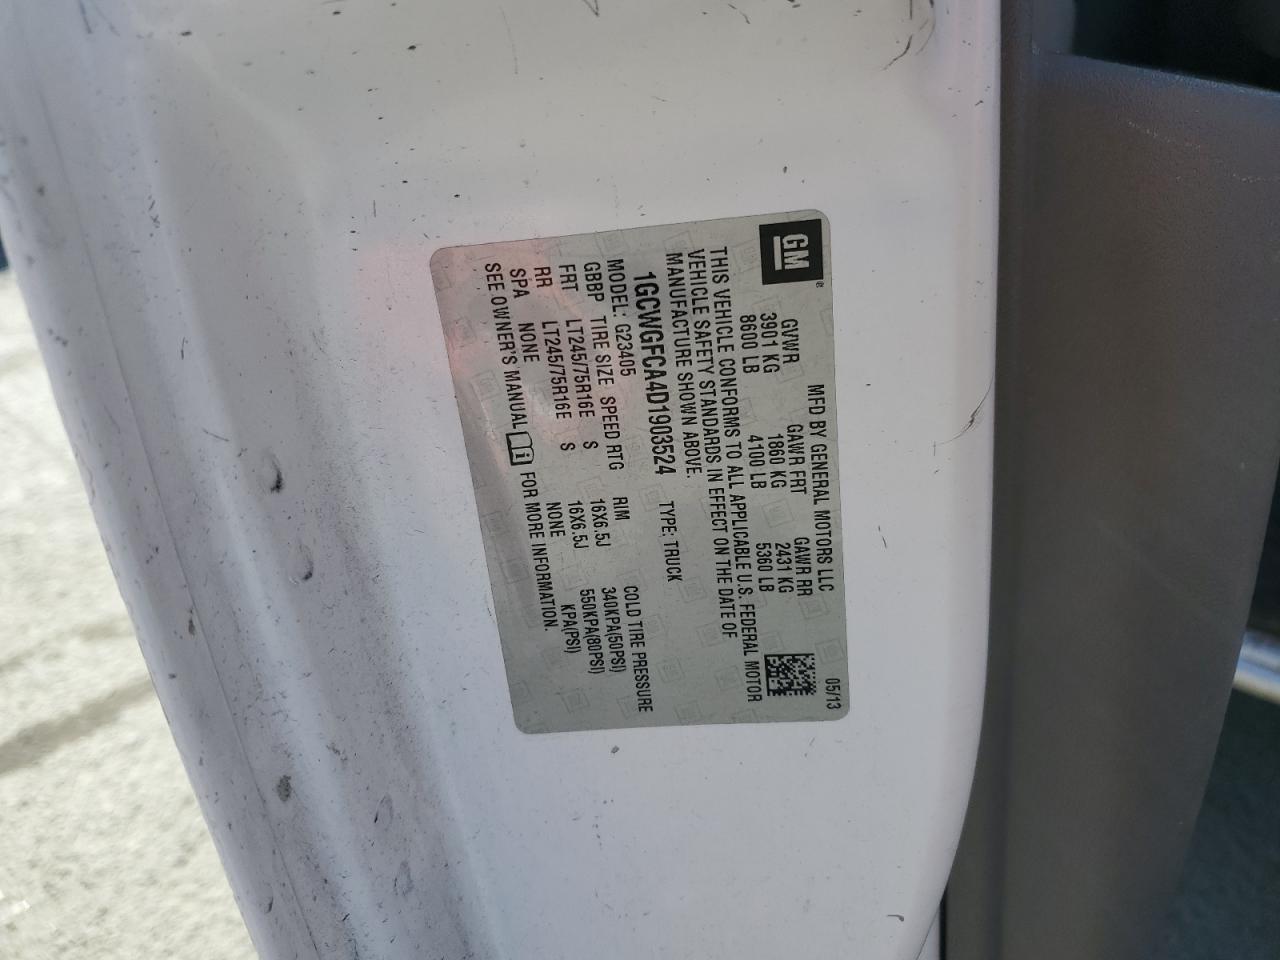 GM
MFD BY GENERAL MOTORS LLC 05/13
GVWR GAWR FRT GAWR RR
3901 KG 1860 KG 2431 KG
8600 LB 4100 LB 5360 LB
THIS VEHICLE CONFORMS TO ALL APPLICABLE U.S. FEDERAL MOTOR
VEHICLE SAFETY STANDARDS IN EFFECT ON THE DATE OF
MANUFACTURE SHOWN ABOVE.
1GCWGFCA4D1903524 TYPE: TRUCK
MODEL: G23405
GBBP TIRE SIZE SPEED RTG RIM COLD TIRE PRESSURE
FRT LT245/75R16E S 16X6.5J 340KPA(50PSI)
RR LT245/75R16E S 16X6.5J 550KPA(80PSI)
SPA NONE NONE KPA(PSI)
SEE OWNER'S MANUAL FOR MORE INFORMATION.